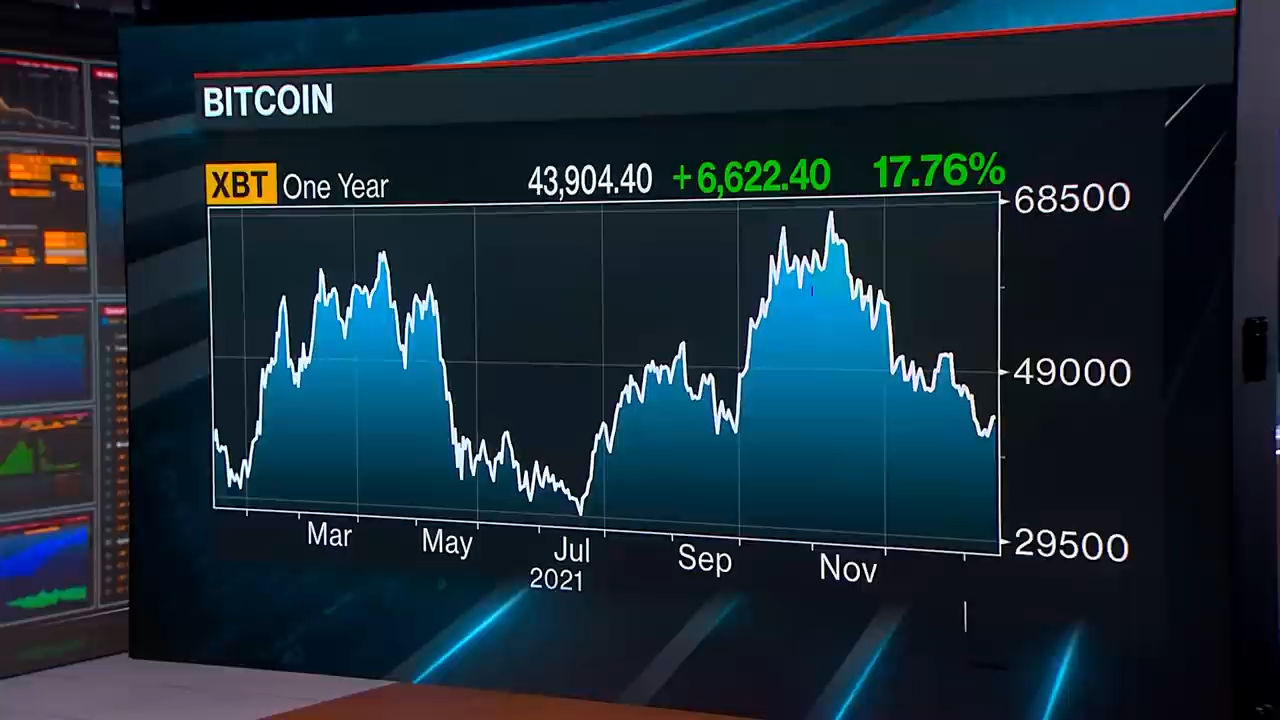 BITCOIN
XBT One Year 43,904.40 +6,622.40 17.76%
68500
49000
29500
Mar May Jul Sep Nov
2021